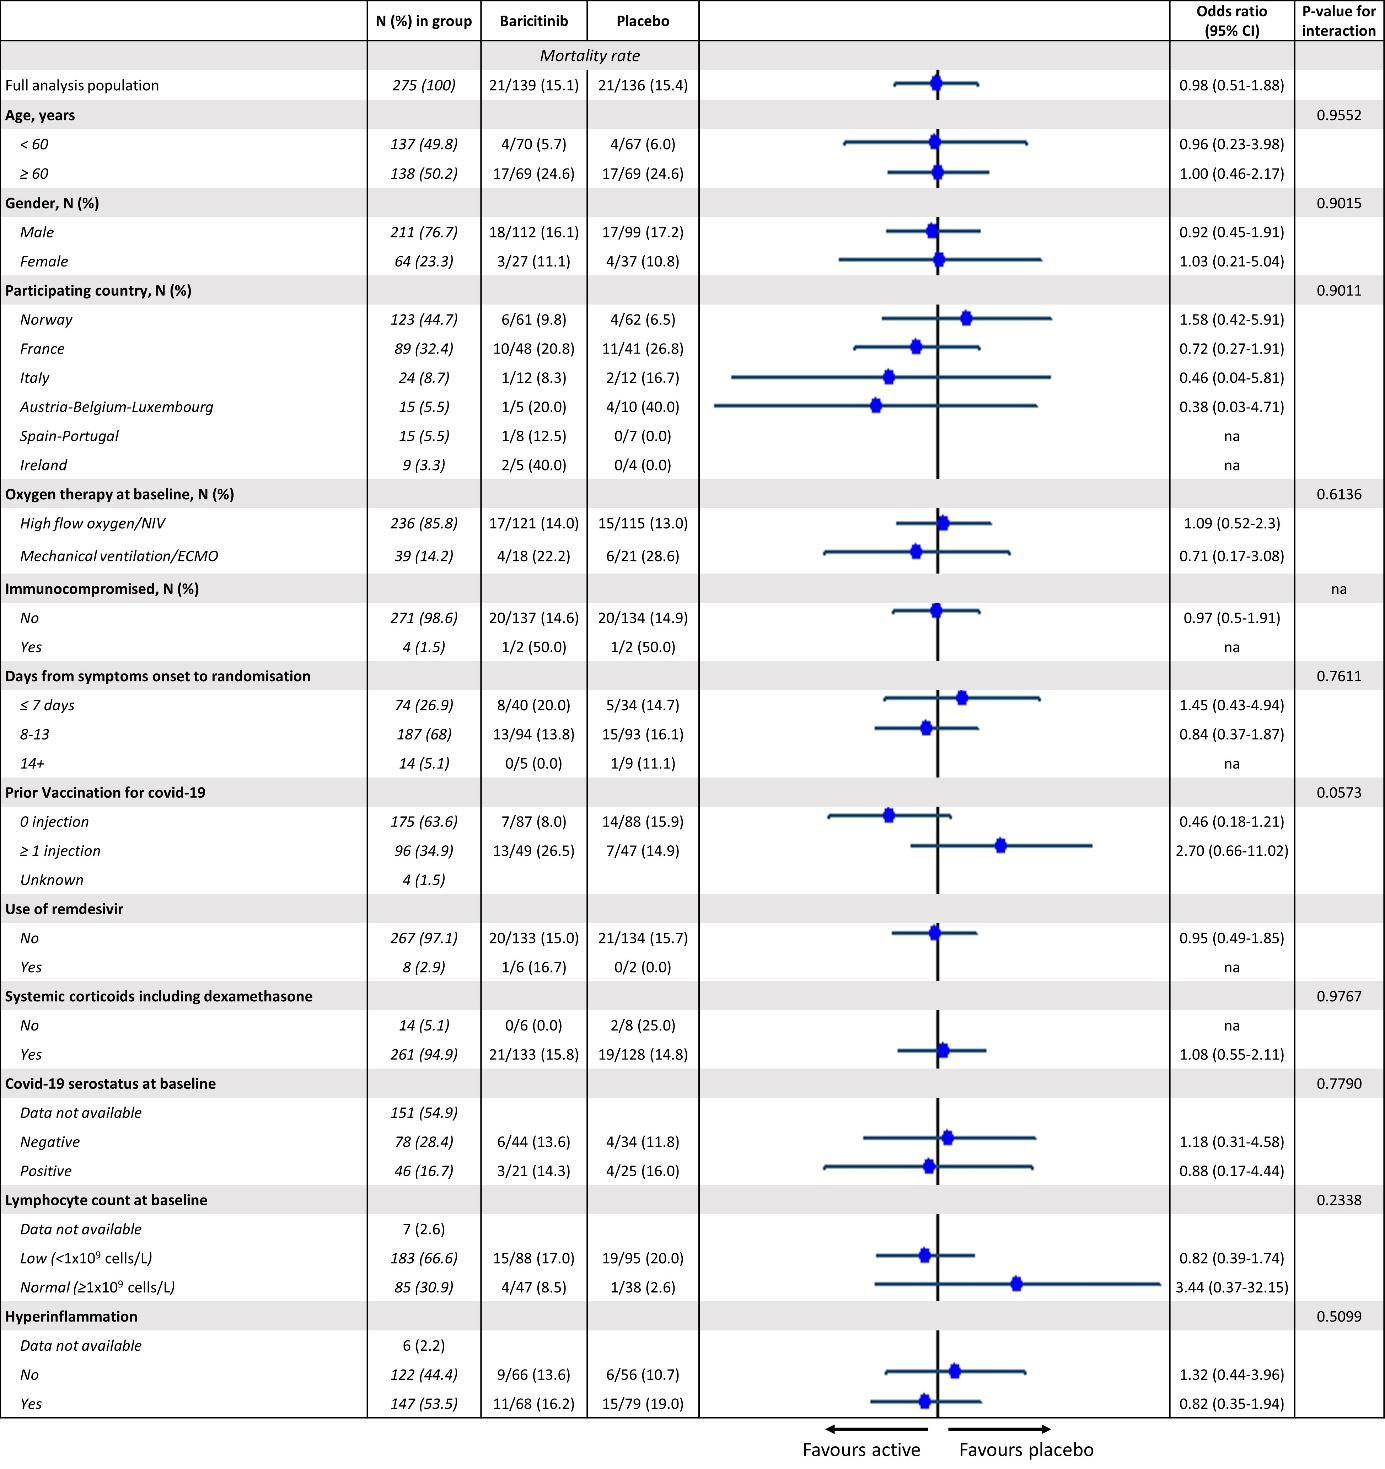 N (%) in group Baricitinib Placebo Odds ratio (95% CI) P-value for interaction
Mortality rate
Full analysis population 275 (100) 21/139 (15.1) 21/136 (15.4) 0.98 (0.51-1.88)
Age, years 0.9552
< 60 137 (49.8) 4/70 (5.7) 4/67 (6.0) 0.96 (0.23-3.98)
≥ 60 138 (50.2) 17/69 (24.6) 17/69 (24.6) 1.00 (0.46-2.17)
Gender, N (%) 0.9015
Male 211 (76.7) 18/112 (16.1) 17/99 (17.2) 0.92 (0.45-1.91)
Female 64 (23.3) 3/27 (11.1) 4/37 (10.8) 1.03 (0.21-5.04)
Participating country, N (%) 0.9011
Norway 123 (44.7) 6/61 (9.8) 4/62 (6.5) 1.58 (0.42-5.91)
France 89 (32.4) 10/48 (20.8) 11/41 (26.8) 0.72 (0.27-1.91)
Italy 24 (8.7) 1/12 (8.3) 2/12 (16.7) 0.46 (0.04-5.81)
Austria-Belgium-Luxembourg 15 (5.5) 1/5 (20.0) 4/10 (40.0) 0.38 (0.03-4.71)
Spain-Portugal 15 (5.5) 1/8 (12.5) 0/7 (0.0) na
Ireland 9 (3.3) 2/5 (40.0) 0/4 (0.0) na
Oxygen therapy at baseline, N (%) 0.6136
High flow oxygen/NIV 236 (85.8) 17/121 (14.0) 15/115 (13.0) 1.09 (0.52-2.3)
Mechanical ventilation/ECMO 39 (14.2) 4/18 (22.2) 6/21 (28.6) 0.71 (0.17-3.08)
Immunocompromised, N (%) na
No 271 (98.6) 20/137 (14.6) 20/134 (14.9) 0.97 (0.5-1.91)
Yes 4 (1.5) 1/2 (50.0) 1/2 (50.0) na
Days from symptoms onset to randomisation 0.7611
≤ 7 days 74 (26.9) 8/40 (20.0) 5/34 (14.7) 1.45 (0.43-4.94)
8-13 187 (68) 13/94 (13.8) 15/93 (16.1) 0.84 (0.37-1.87)
14+ 14 (5.1) 0/5 (0.0) 1/9 (11.1) na
Prior Vaccination for covid-19 0.0573
0 injection 175 (63.6) 7/87 (8.0) 14/88 (15.9) 0.46 (0.18-1.21)
≥ 1 injection 96 (34.9) 13/49 (26.5) 7/47 (14.9) 2.70 (0.66-11.02)
Unknown 4 (1.5)
Use of remdesivir
No 267 (97.1) 20/133 (15.0) 21/134 (15.7) 0.95 (0.49-1.85)
Yes 8 (2.9) 1/6 (16.7) 0/2 (0.0) na
Systemic corticoids including dexamethasone 0.9767
No 14 (5.1) 0/6 (0.0) 2/8 (25.0) na
Yes 261 (94.9) 21/133 (15.8) 19/128 (14.8) 1.08 (0.55-2.11)
Covid-19 serostatus at baseline 0.7790
Data not available 151 (54.9)
Negative 78 (28.4) 6/44 (13.6) 4/34 (11.8) 1.18 (0.31-4.58)
Positive 46 (16.7) 3/21 (14.3) 4/25 (16.0) 0.88 (0.17-4.44)
Lymphocyte count at baseline 0.2338
Data not available 7 (2.6)
Low (<1x10⁹ cells/L) 183 (66.6) 15/88 (17.0) 19/95 (20.0) 0.82 (0.39-1.74)
Normal (≥1x10⁹ cells/L) 85 (30.9) 4/47 (8.5) 1/38 (2.6) 3.44 (0.37-32.15)
Hyperinflammation 0.5099
Data not available 6 (2.2)
No 122 (44.4) 9/66 (13.6) 6/56 (10.7) 1.32 (0.44-3.96)
Yes 147 (53.5) 11/68 (16.2) 15/79 (19.0) 0.82 (0.35-1.94)
Favours active Favours placebo